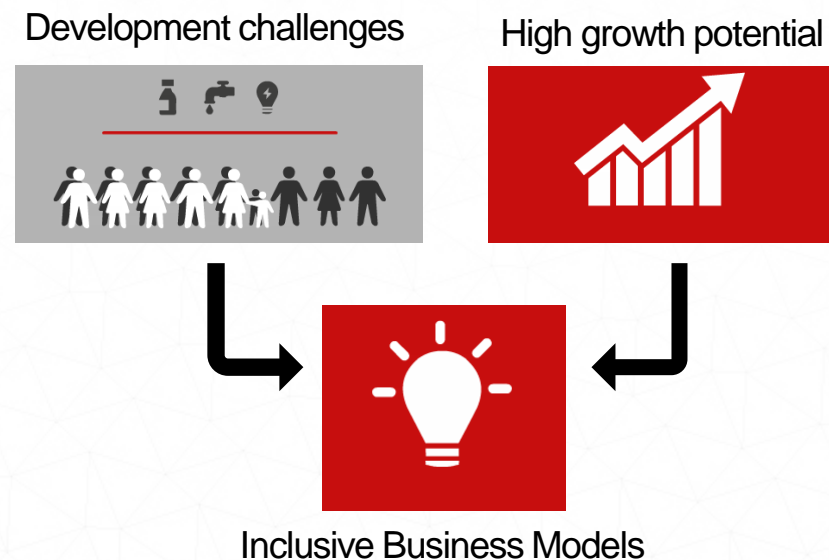 Development challenges
High growth potential
Inclusive Business Models